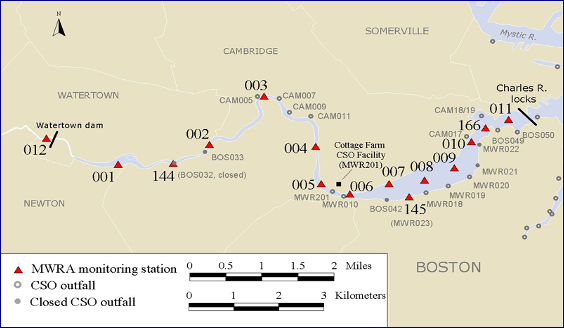 SOMERVILLE
Mystic R.
CAMBRIDGE
Charles R.
locks
WATERTOWN
003
CAM005
CAM007
CAM009
CAM011
CAM18/19
011
166
Watertown dam
012
002
BOS033
004
Cottage Farm
CSO Facility
(MWR201)
CAM017
010
BOS049
BOS050
MWR022
001
144
(BOS032, closed)
009
008
007
MWR021
MWR020
MWR019
MWR018
005
006
MWR201
MWR010
BOS042
145
(MWR023)
NEWTON
BOSTON
MWRA monitoring station
CSO outfall
Closed CSO outfall
0 0.5 1 1.5 2 Miles
0 1 2 3 Kilometers
N